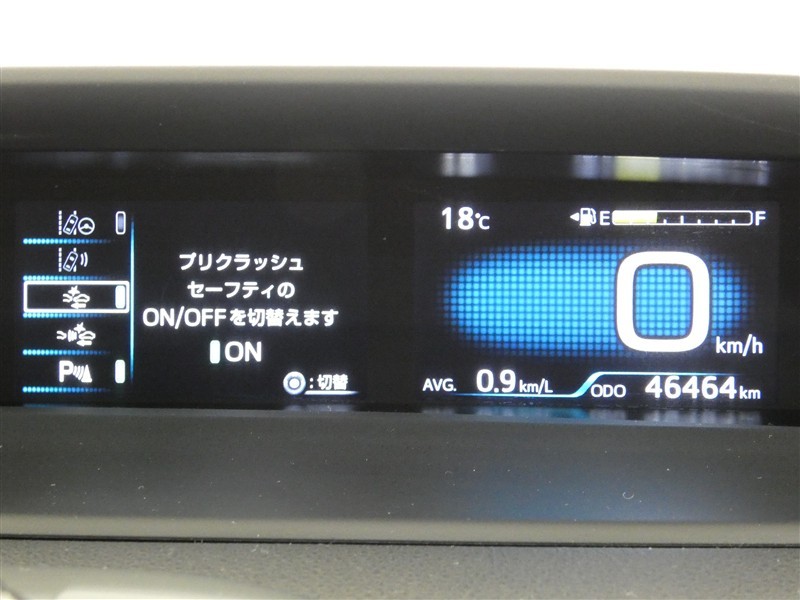 プリクラッシュ
セーフティの
ON/OFFを切替えます
ON
:切替
P
18℃
E F
0
km/h
AVG. 0.9 km/L
ODO 46464 km